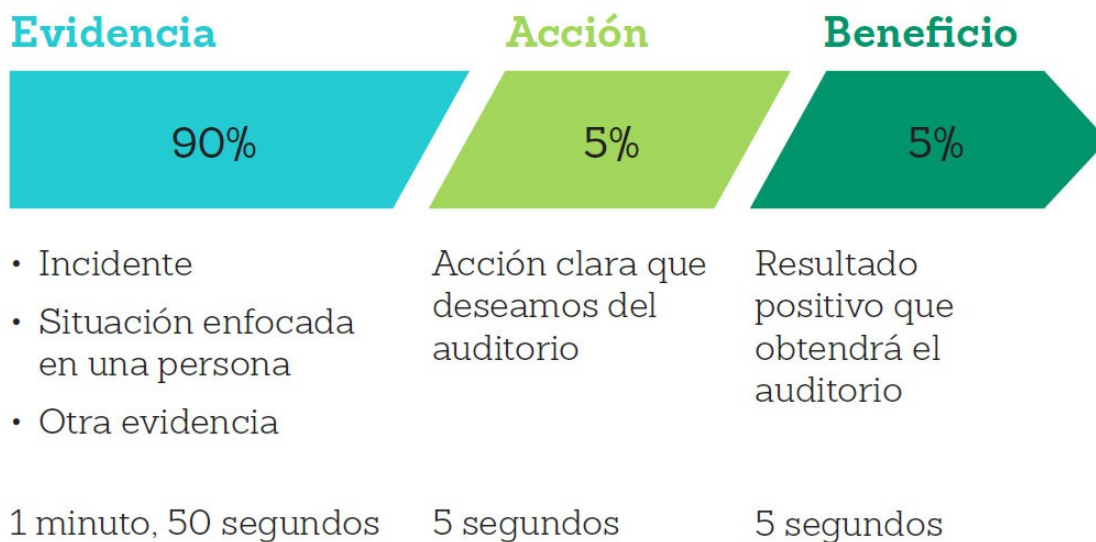 Evidencia
Acción
Beneficio
90%
5%
5%
• Incidente
• Situación enfocada
en una persona
• Otra evidencia
Acción clara que
deseamos del
auditorio
Resultado
positivo que
obtendrá el
auditorio
1 minuto, 50 segundos
5 segundos
5 segundos